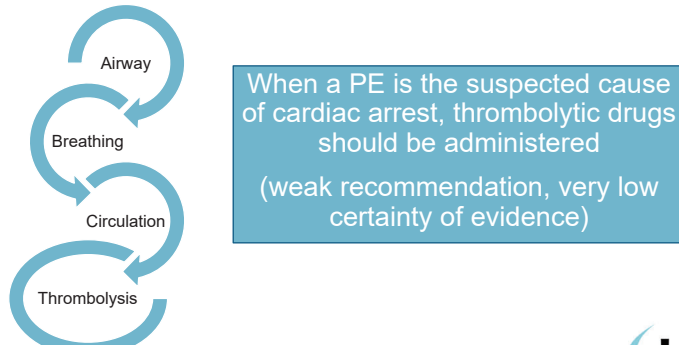 Airway
Breathing
Circulation
Thrombolysis
When a PE is the suspected cause
of cardiac arrest, thrombolytic drugs
should be administered
(weak recommendation, very low
certainty of evidence)